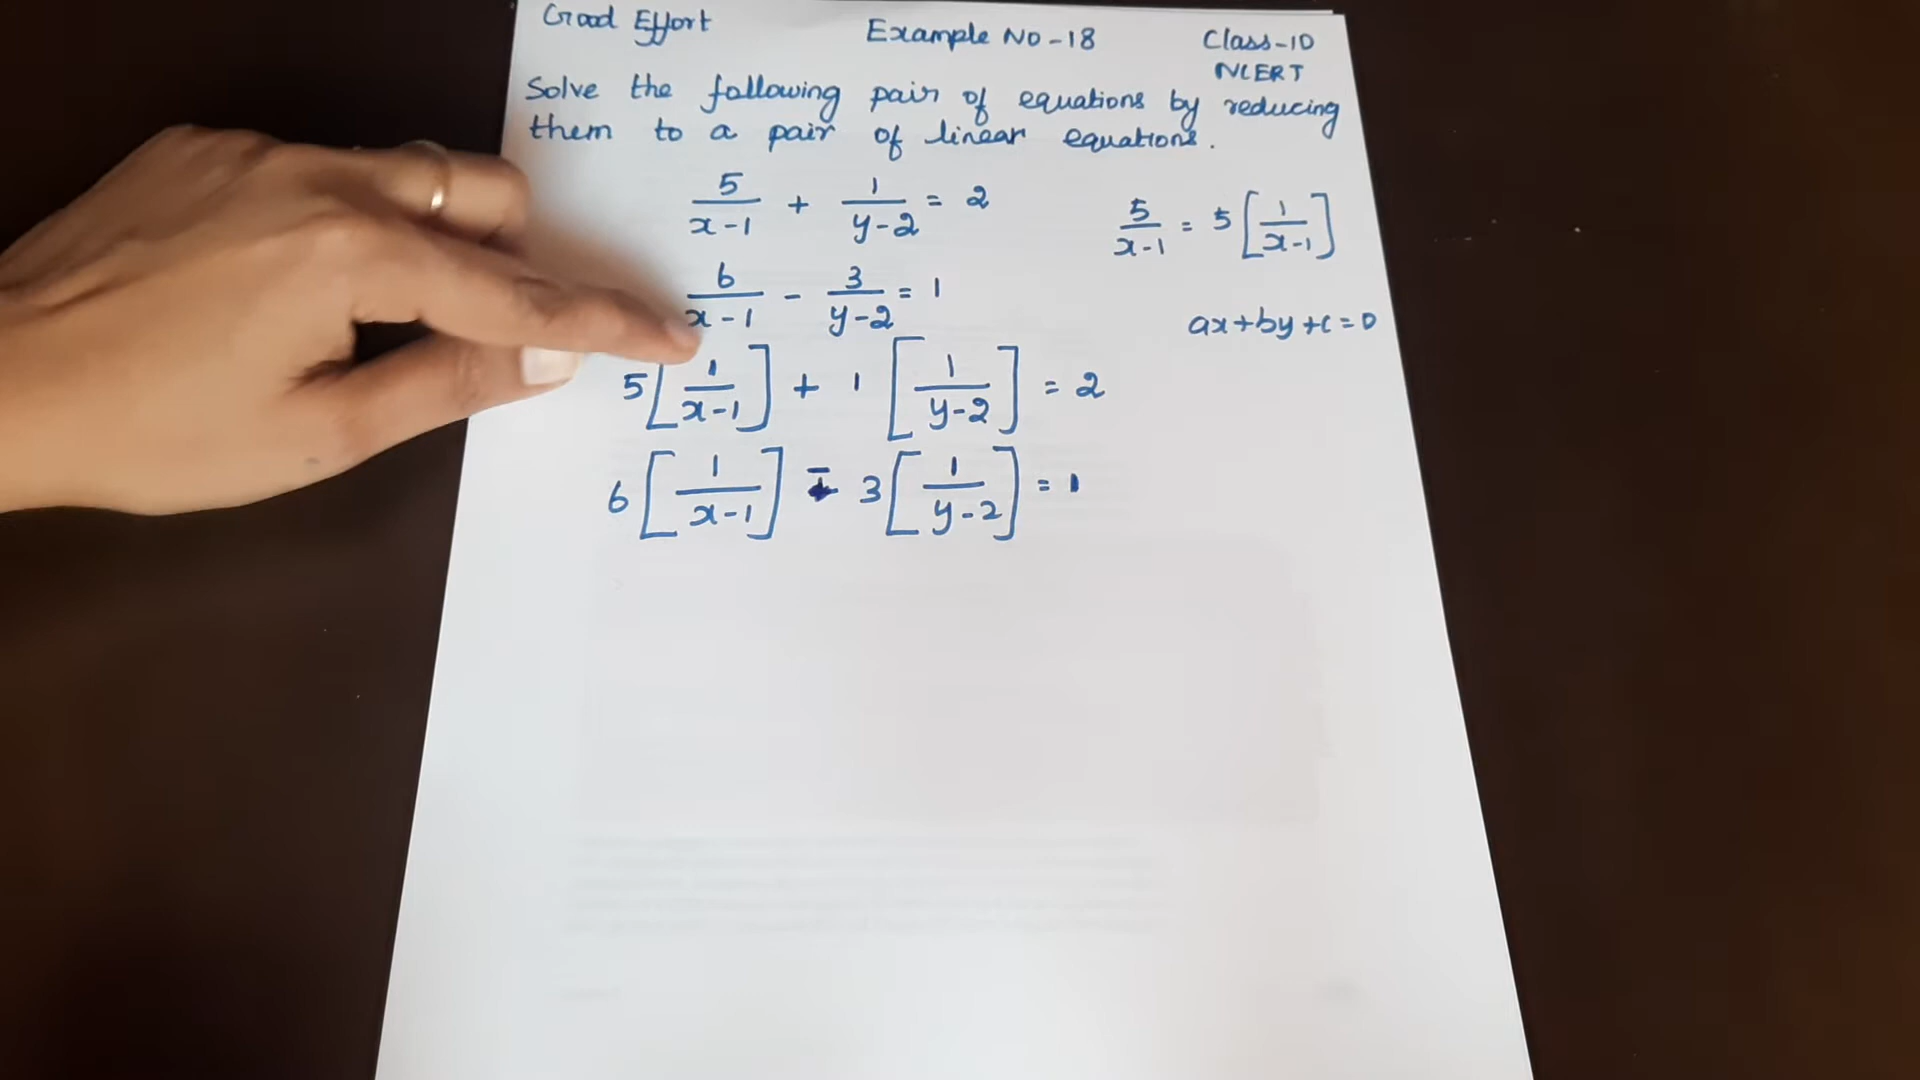 Good Effort Example No-18 Class-10
NCERT
Solve the following pair of equations by reducing
them to a pair of linear equations.
5/(x-1) + 1/(y-2) = 2
5/(x-1) = 5[1/(x-1)]
6/(x-1) - 3/(y-2) = 1
ax+by+c=0
5[1/(x-1)] + 1[1/(y-2)] = 2
6[1/(x-1)] - 3[1/(y-2)] = 1